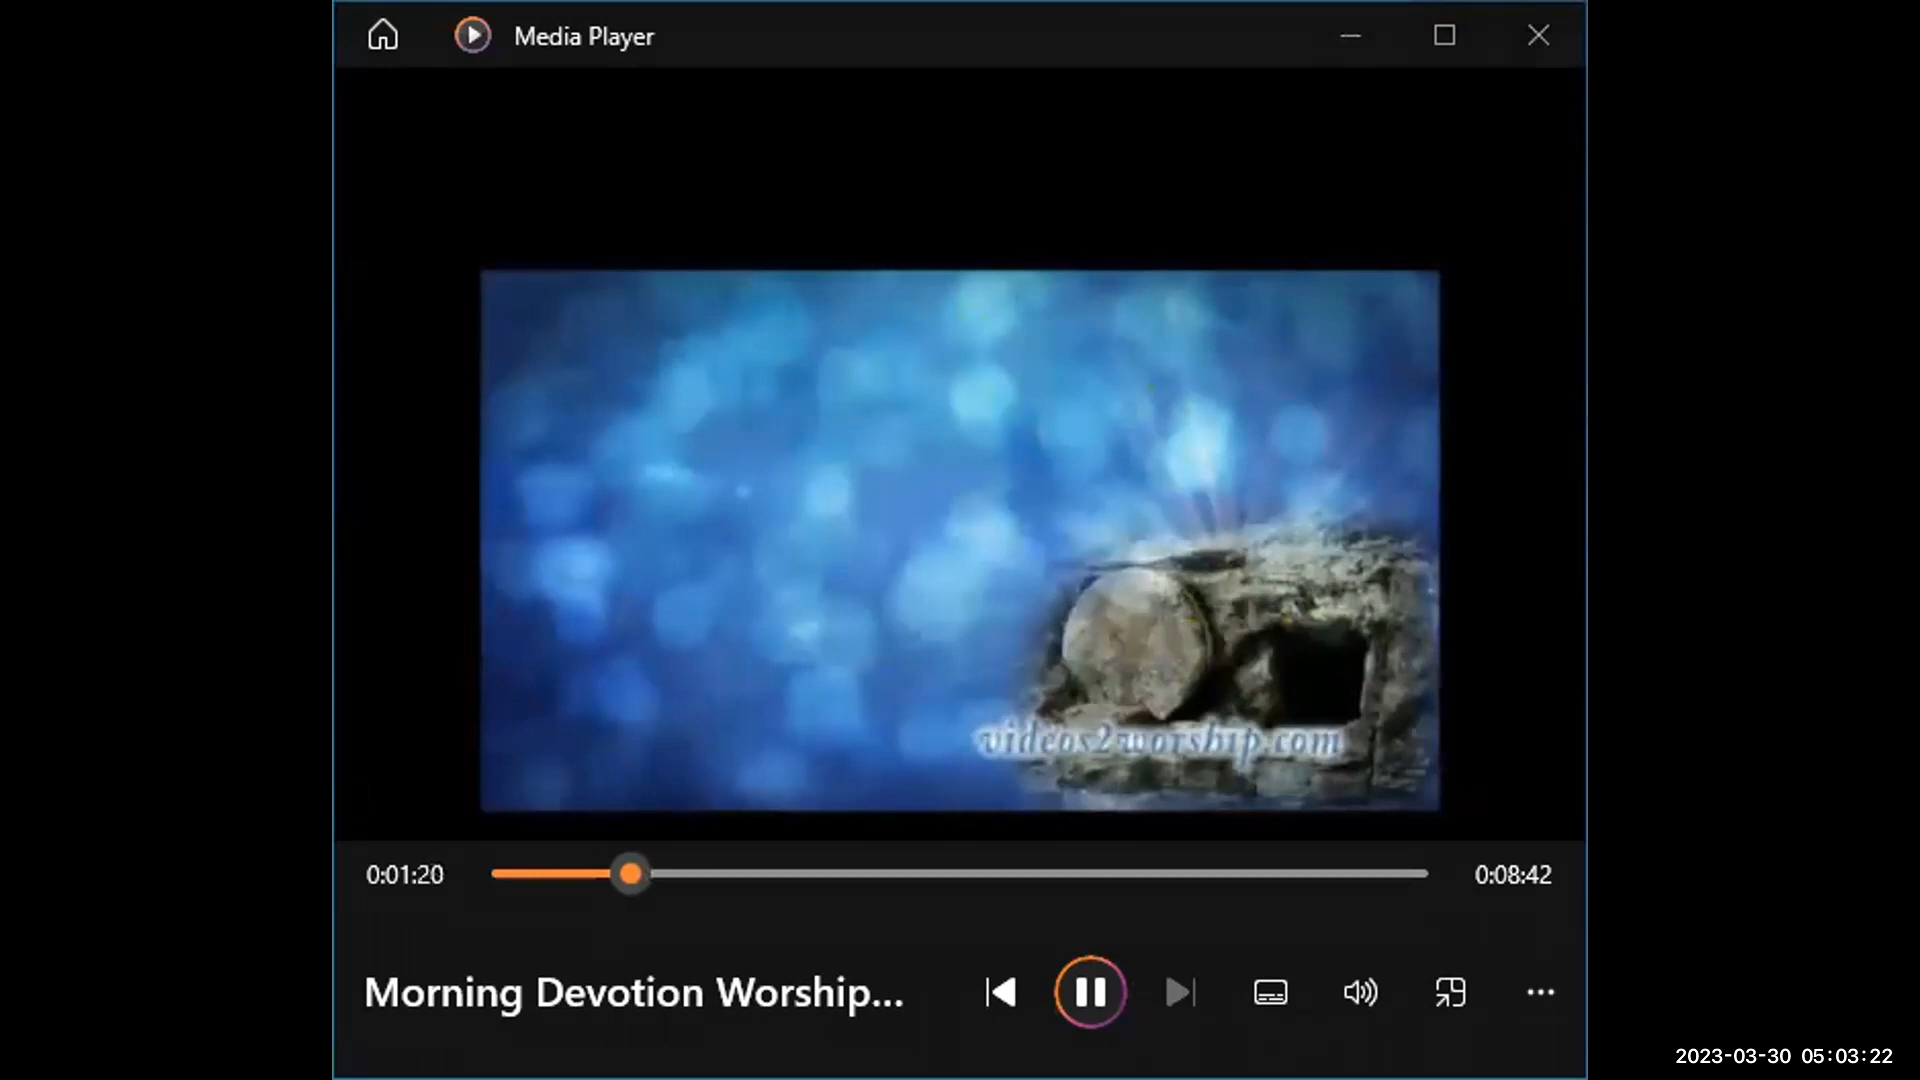 Media Player
videos2worship.com
0:01:20
0:08:42
Morning Devotion Worship...
2023-03-30 05:03:22